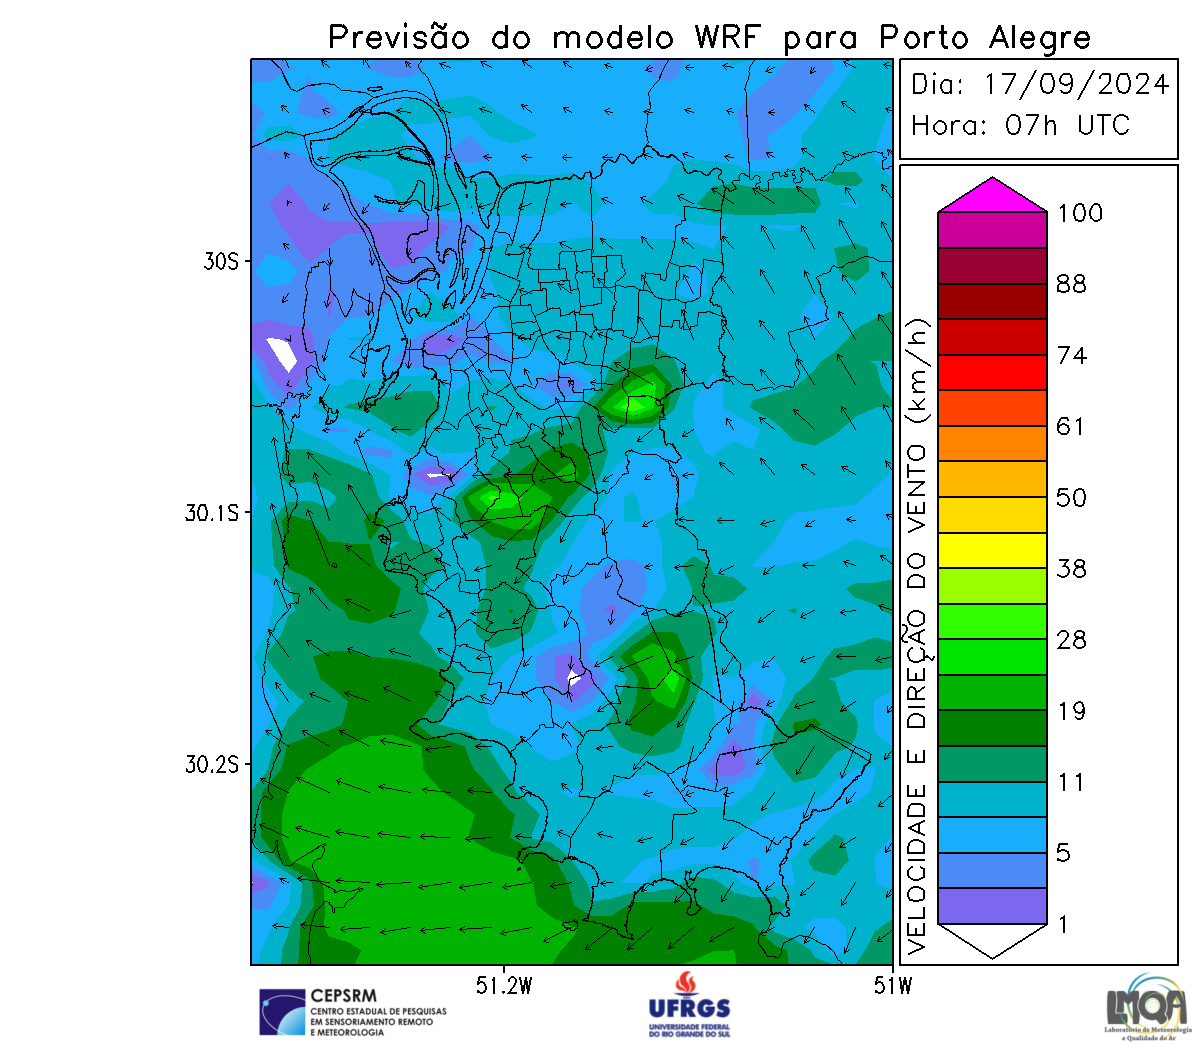 Previsão do modelo WRF para Porto Alegre
Dia: 17/09/2024
Hora: 07h UTC
100
88
74
61
50
38
28
19
11
5
1
VELOCIDADE E DIREÇÃO DO VENTO (km/h)
30S
30.1S
30.2S
51.2W
51W
CEPSRM
CENTRO ESTADUAL DE PESQUISAS
EM SENSORIAMENTO REMOTO
E METEOROLOGIA
UFRGS
UNIVERSIDADE FEDERAL
DO RIO GRANDE DO SUL
LMQA
Laboratório de Meteorologia
e Qualidade do Ar